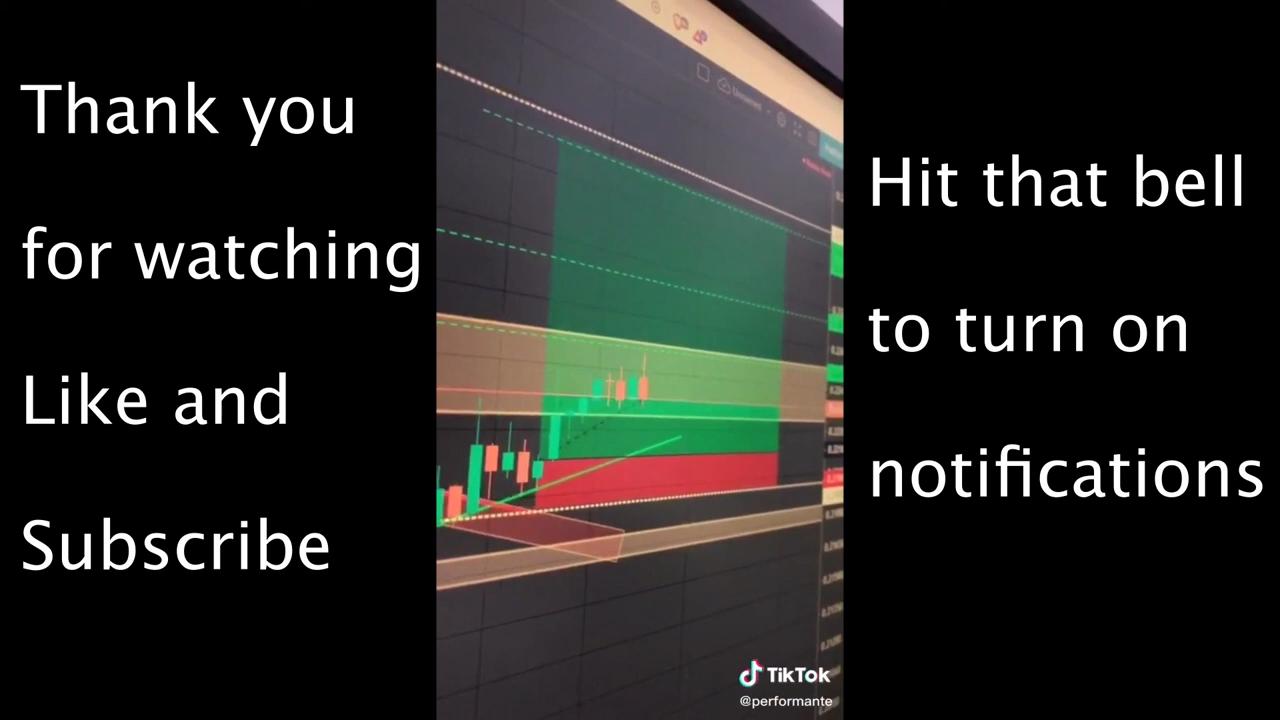 Thank you
for watching
Like and
Subscribe
Hit that bell
to turn on
notifications
TikTok
@performante